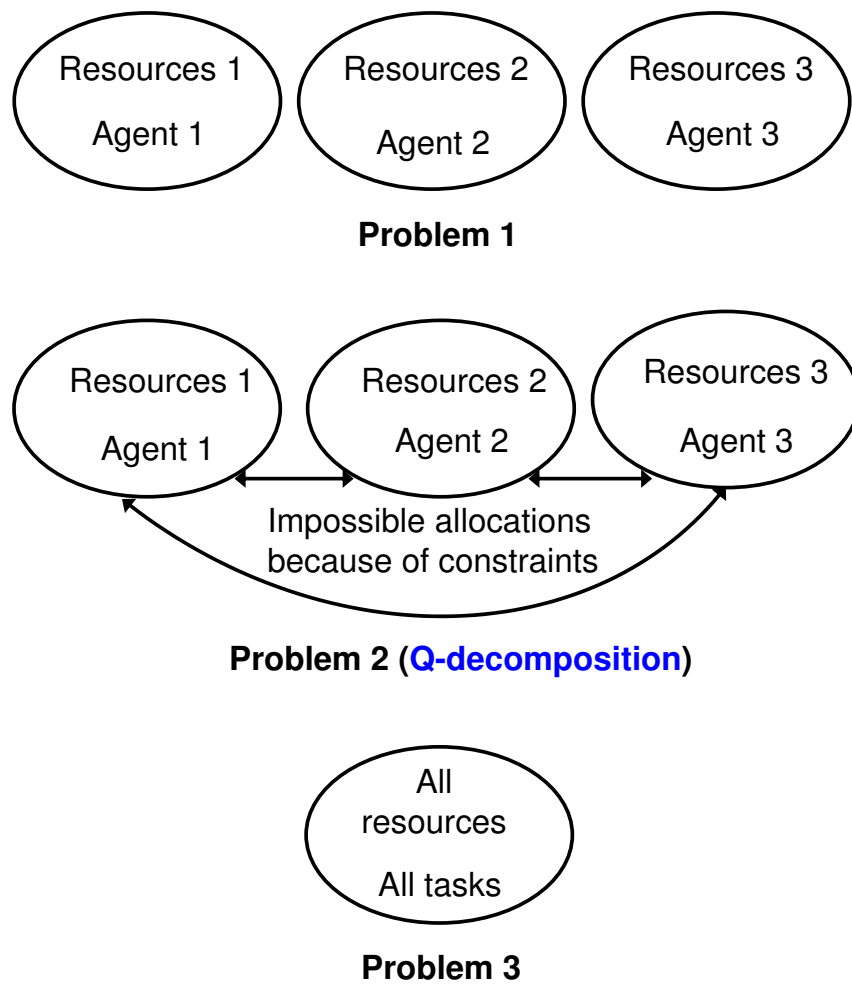 Resources 1
Agent 1
Resources 2
Agent 2
Resources 3
Agent 3
Problem 1
Resources 1
Agent 1
Resources 2
Agent 2
Resources 3
Agent 3
Impossible allocations
because of constraints
Problem 2 (Q-decomposition)
All
resources
All tasks
Problem 3